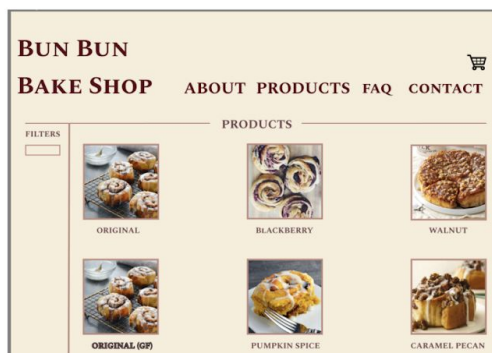 BUN BUN
BAKE SHOP
ABOUT PRODUCTS FAQ CONTACT
PRODUCTS
FILTERS
ORIGINAL BLACKBERRY WALNUT
ORIGINAL (GF) PUMPKIN SPICE CARAMEL PECAN